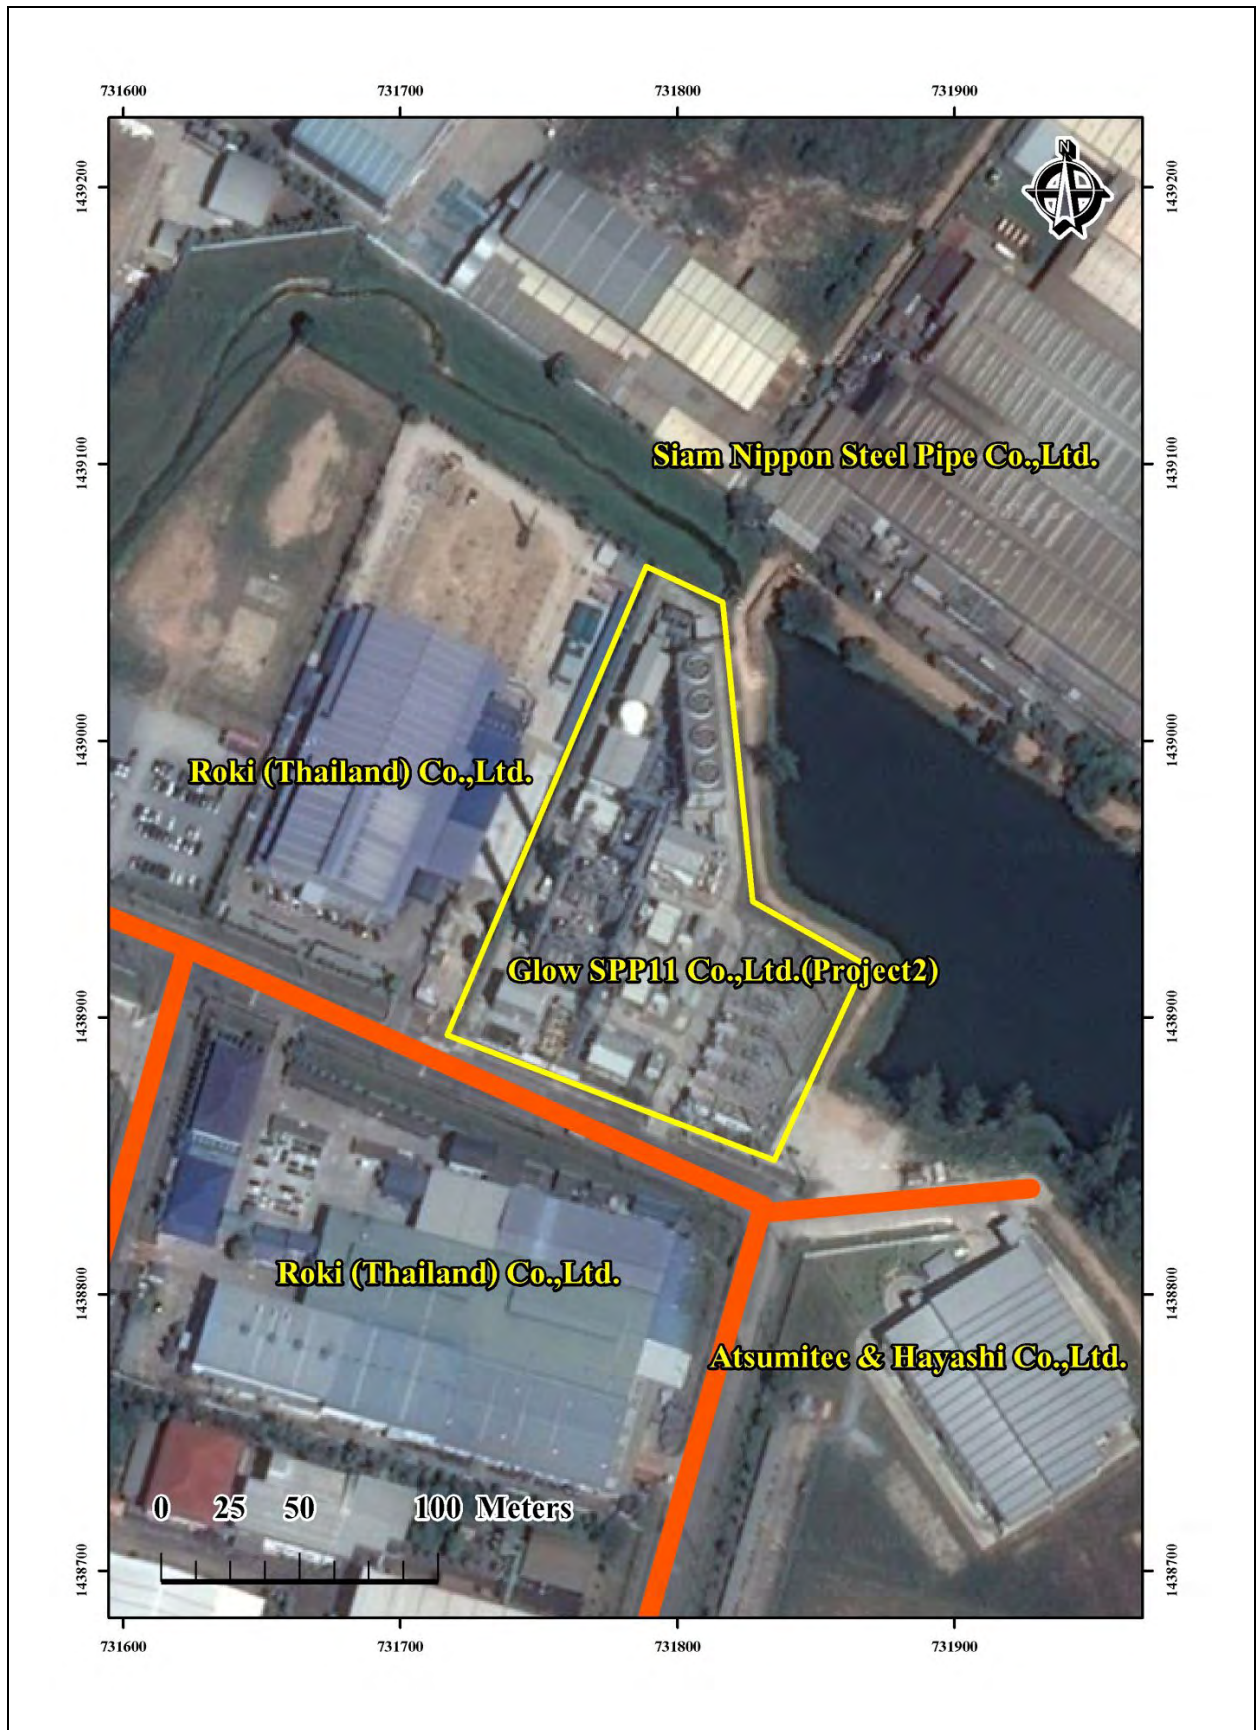 731600 731700 731800 731900
N
1439200 1439200
Siam Nippon Steel Pipe Co.,Ltd.
1439100 1439100
1439000 1439000
Roki (Thailand) Co.,Ltd.
Glow SPP11 Co.,Ltd.(Project2)
1438900 1438900
Roki (Thailand) Co.,Ltd.
1438800 1438800
Atsumitec & Hayashi Co.,Ltd.
0 25 50 100 Meters
1438700 1438700
731600 731700 731800 731900